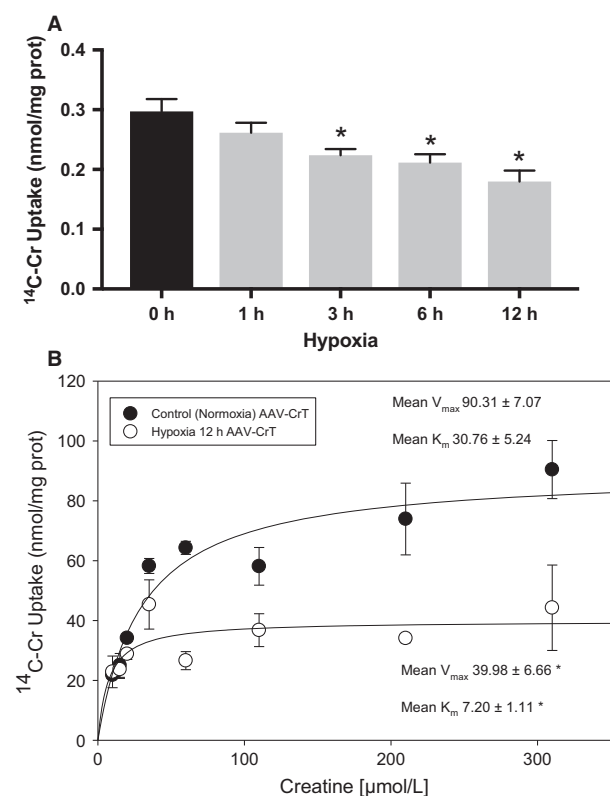 A
¹⁴C-Cr Uptake (nmol/mg prot)
0.4
0.3
0.2
0.1
0.0
* * *
0 h 1 h 3 h 6 h 12 h
Hypoxia
B
¹⁴C-Cr Uptake (nmol/mg prot)
120
100
80
60
40
20
0
Control (Normoxia) AAV-CrT
Hypoxia 12 h AAV-CrT
Mean Vmax 90.31 ± 7.07
Mean Km 30.76 ± 5.24
Mean Vmax 39.98 ± 6.66 *
Mean Km 7.20 ± 1.11 *
0 100 200 300
Creatine [µmol/L]